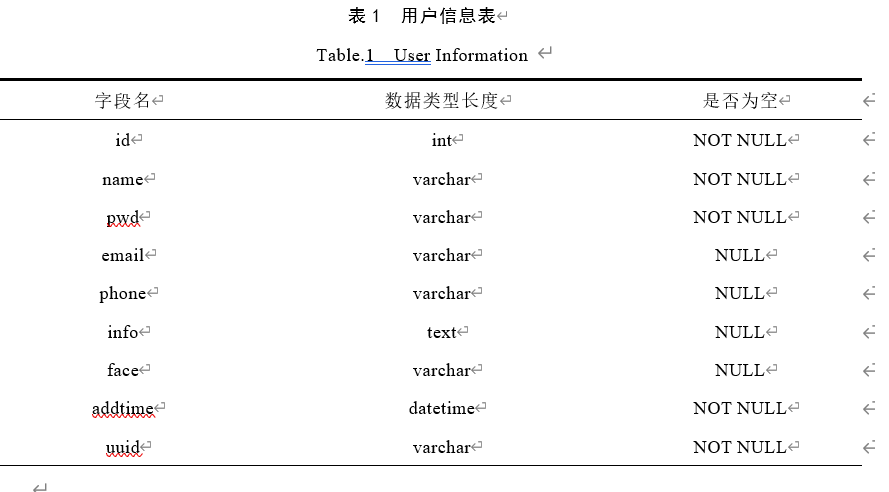 表 1 用户信息表
Table.1 User Information
字段名 数据类型长度 是否为空
id int NOT NULL
name varchar NOT NULL
pwd varchar NOT NULL
email varchar NULL
phone varchar NULL
info text NULL
face varchar NULL
addtime datetime NOT NULL
uuid varchar NOT NULL